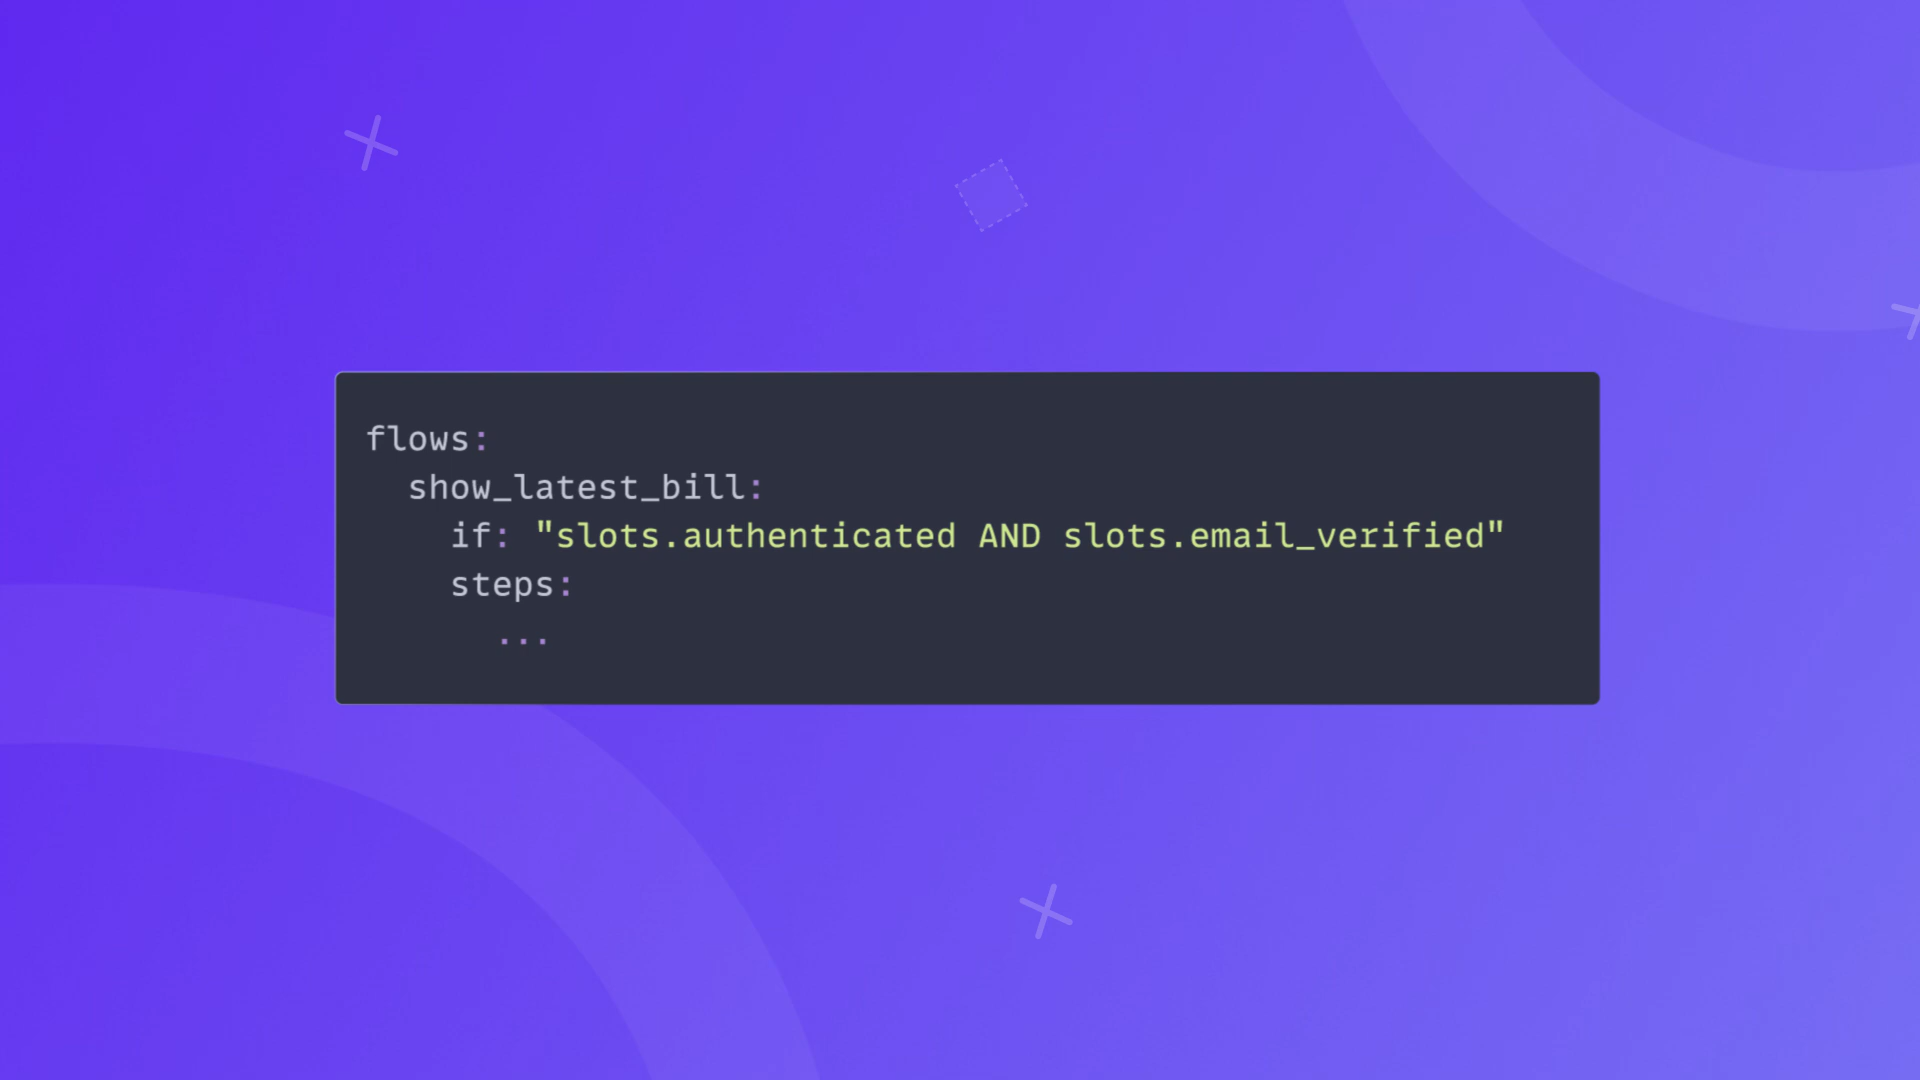 flows:
  show_latest_bill:
    if: "slots.authenticated AND slots.email_verified"
    steps:
      ...